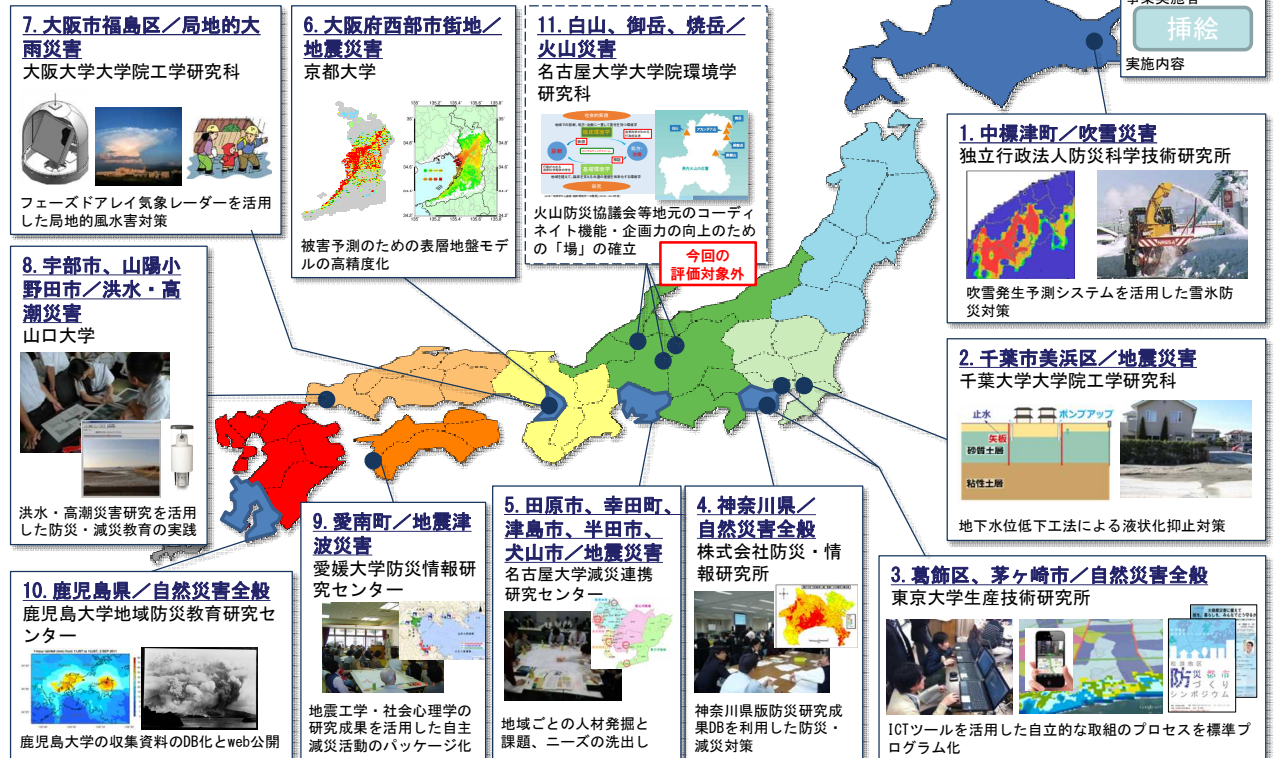 7. 大阪市福島区／局地的大
雨災害
大阪大学大学院工学研究科
フェーズドアレイ気象レーダーを活用
した局地的風水害対策
6. 大阪府西部市街地／
地震災害
京都大学
被害予測のための表層地盤モデ
ルの高精度化
11. 白山、御岳、焼岳／
火山災害
名古屋大学大学院環境学
研究科
火山防災協議会等地元のコーディ
ネイト機能・企画力の向上のため
の「場」の確立
今回の
評価対象外
挿絵
実施内容
1. 中標津町／吹雪災害
独立行政法人防災科学技術研究所
吹雪発生予測システムを活用した雪氷防
災対策
8. 宇部市、山陽小
野田市／洪水・高
潮災害
山口大学
洪水・高潮災害研究を活用
した防災・減災教育の実践
2. 千葉市美浜区／地震災害
千葉大学大学院工学研究科
止水
ポンプアップ
矢板
砂質土層
粘性土層
地下水位低下工法による液状化抑止対策
10. 鹿児島県／自然災害全般
鹿児島大学地域防災教育研究セ
ンター
鹿児島大学の収集資料のDB化とweb公開
9. 愛南町／地震津
波災害
愛媛大学防災情報研
究センター
地震工学・社会心理学の
研究成果を活用した自主
減災活動のパッケージ化
5. 田原市、幸田町、
津島市、半田市、
犬山市／地震災害
名古屋大学減災連携
研究センター
地域ごとの人材発掘と
課題、ニーズの洗出し
4. 神奈川県／
自然災害全般
株式会社防災・情
報研究所
神奈川県版防災研究成
果DBを利用した防災・
減災対策
3. 葛飾区、茅ヶ崎市／自然災害全般
東京大学生産技術研究所
防災都市
づくり
シンポジウム
ICTツールを活用した自立的な取組のプロセスを標準プ
ログラム化